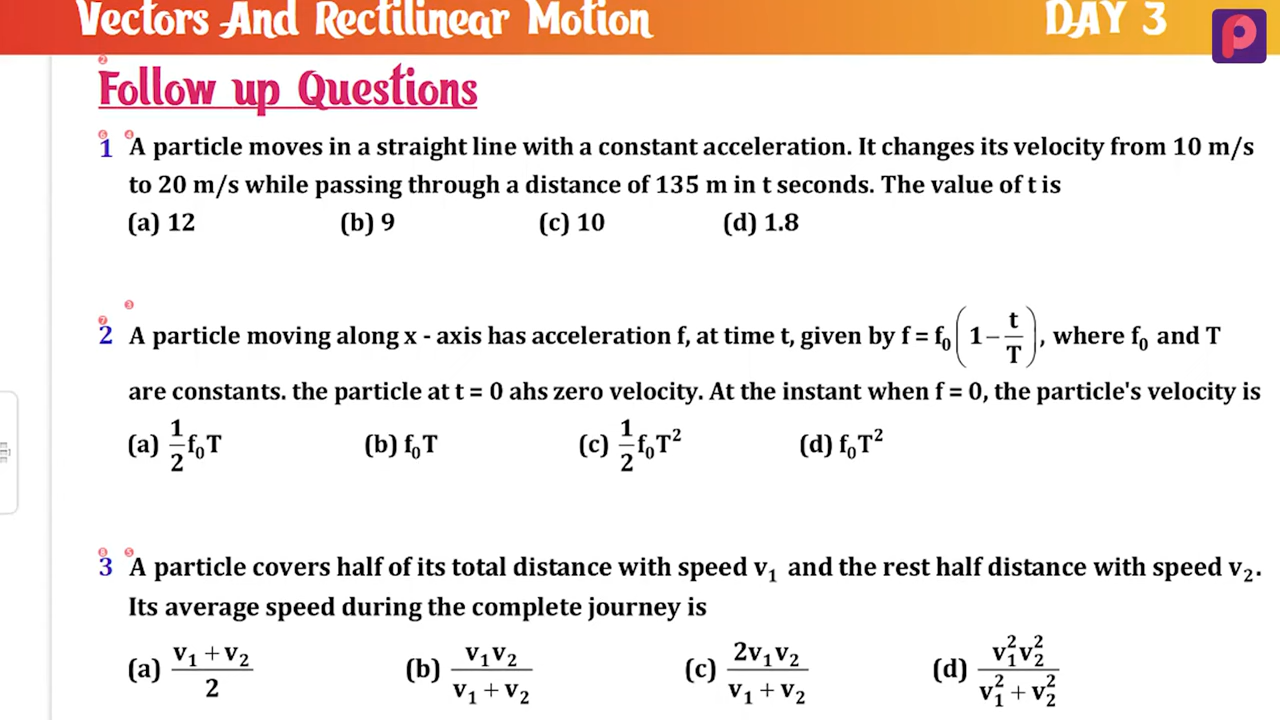 Vectors And Rectilinear Motion DAY 3
Follow up Questions
1 A particle moves in a straight line with a constant acceleration. It changes its velocity from 10 m/s
to 20 m/s while passing through a distance of 135 m in t seconds. The value of t is
(a) 12 (b) 9 (c) 10 (d) 1.8
2 A particle moving along x - axis has acceleration f, at time t, given by f = f₀(1 − t/T), where f₀ and T
are constants. the particle at t = 0 ahs zero velocity. At the instant when f = 0, the particle's velocity is
(a) 1/2 f₀T (b) f₀T (c) 1/2 f₀T² (d) f₀T²
3 A particle covers half of its total distance with speed v₁ and the rest half distance with speed v₂.
Its average speed during the complete journey is
(a) (v₁ + v₂)/2 (b) v₁v₂/(v₁ + v₂) (c) 2v₁v₂/(v₁ + v₂) (d) v₁²v₂²/(v₁² + v₂²)